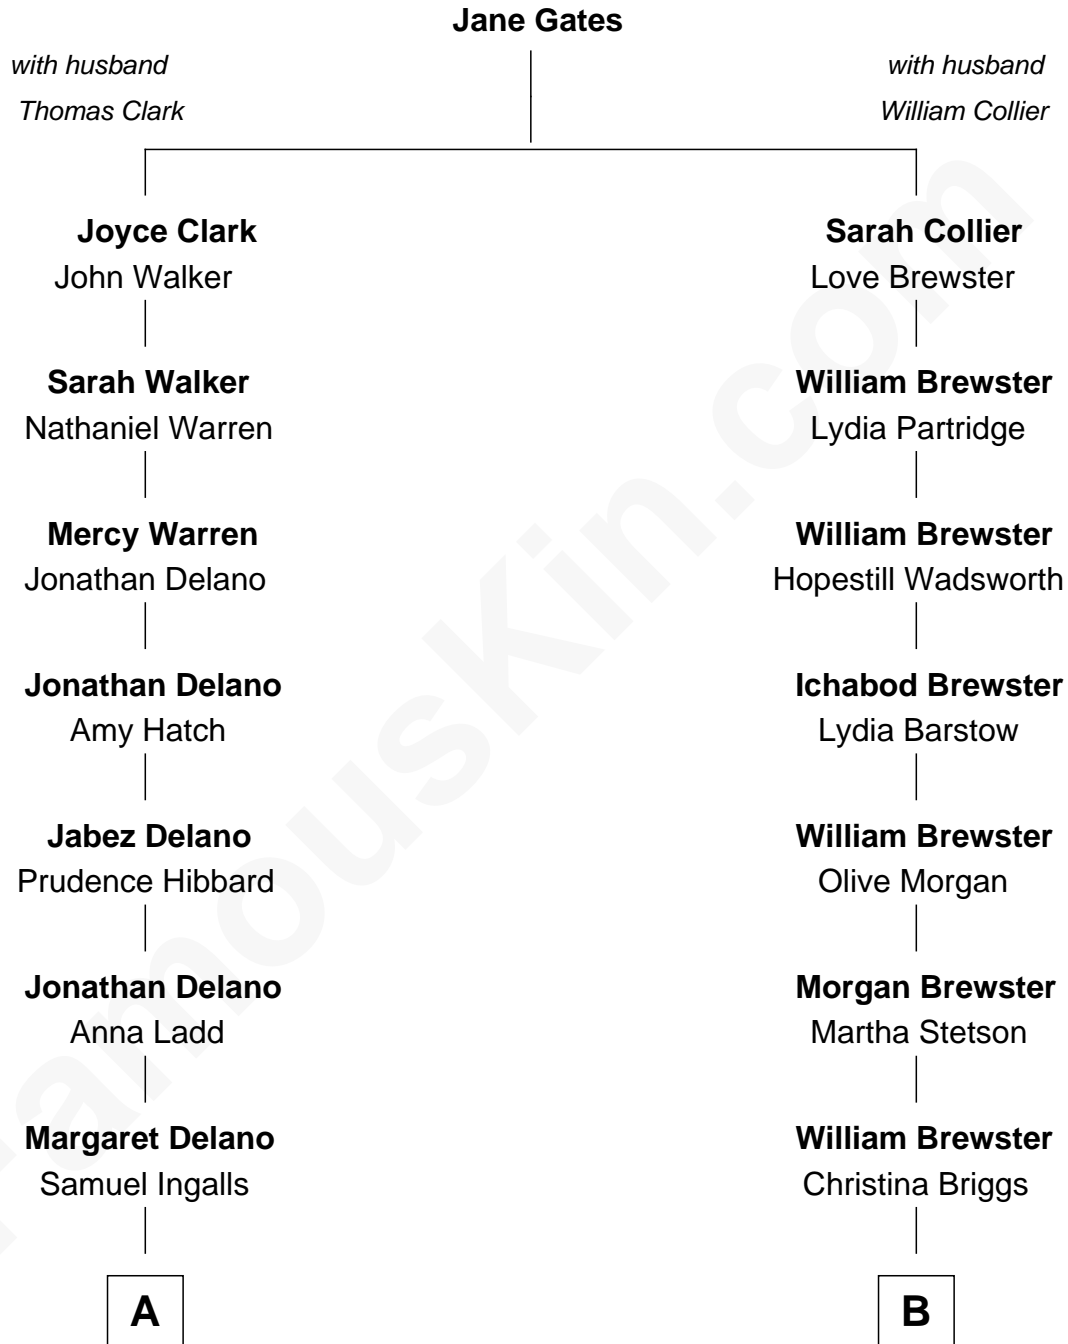 Jane Gates
with husband
Thomas Clark
with husband
William Collier
Joyce Clark
John Walker
Sarah Collier
Love Brewster
Sarah Walker
Nathaniel Warren
William Brewster
Lydia Partridge
Mercy Warren
Jonathan Delano
William Brewster
Hopestill Wadsworth
Jonathan Delano
Amy Hatch
Ichabod Brewster
Lydia Barstow
Jabez Delano
Prudence Hibbard
William Brewster
Olive Morgan
Jonathan Delano
Anna Ladd
Morgan Brewster
Martha Stetson
Margaret Delano
Samuel Ingalls
William Brewster
Christina Briggs
A
B
FamousKin.com